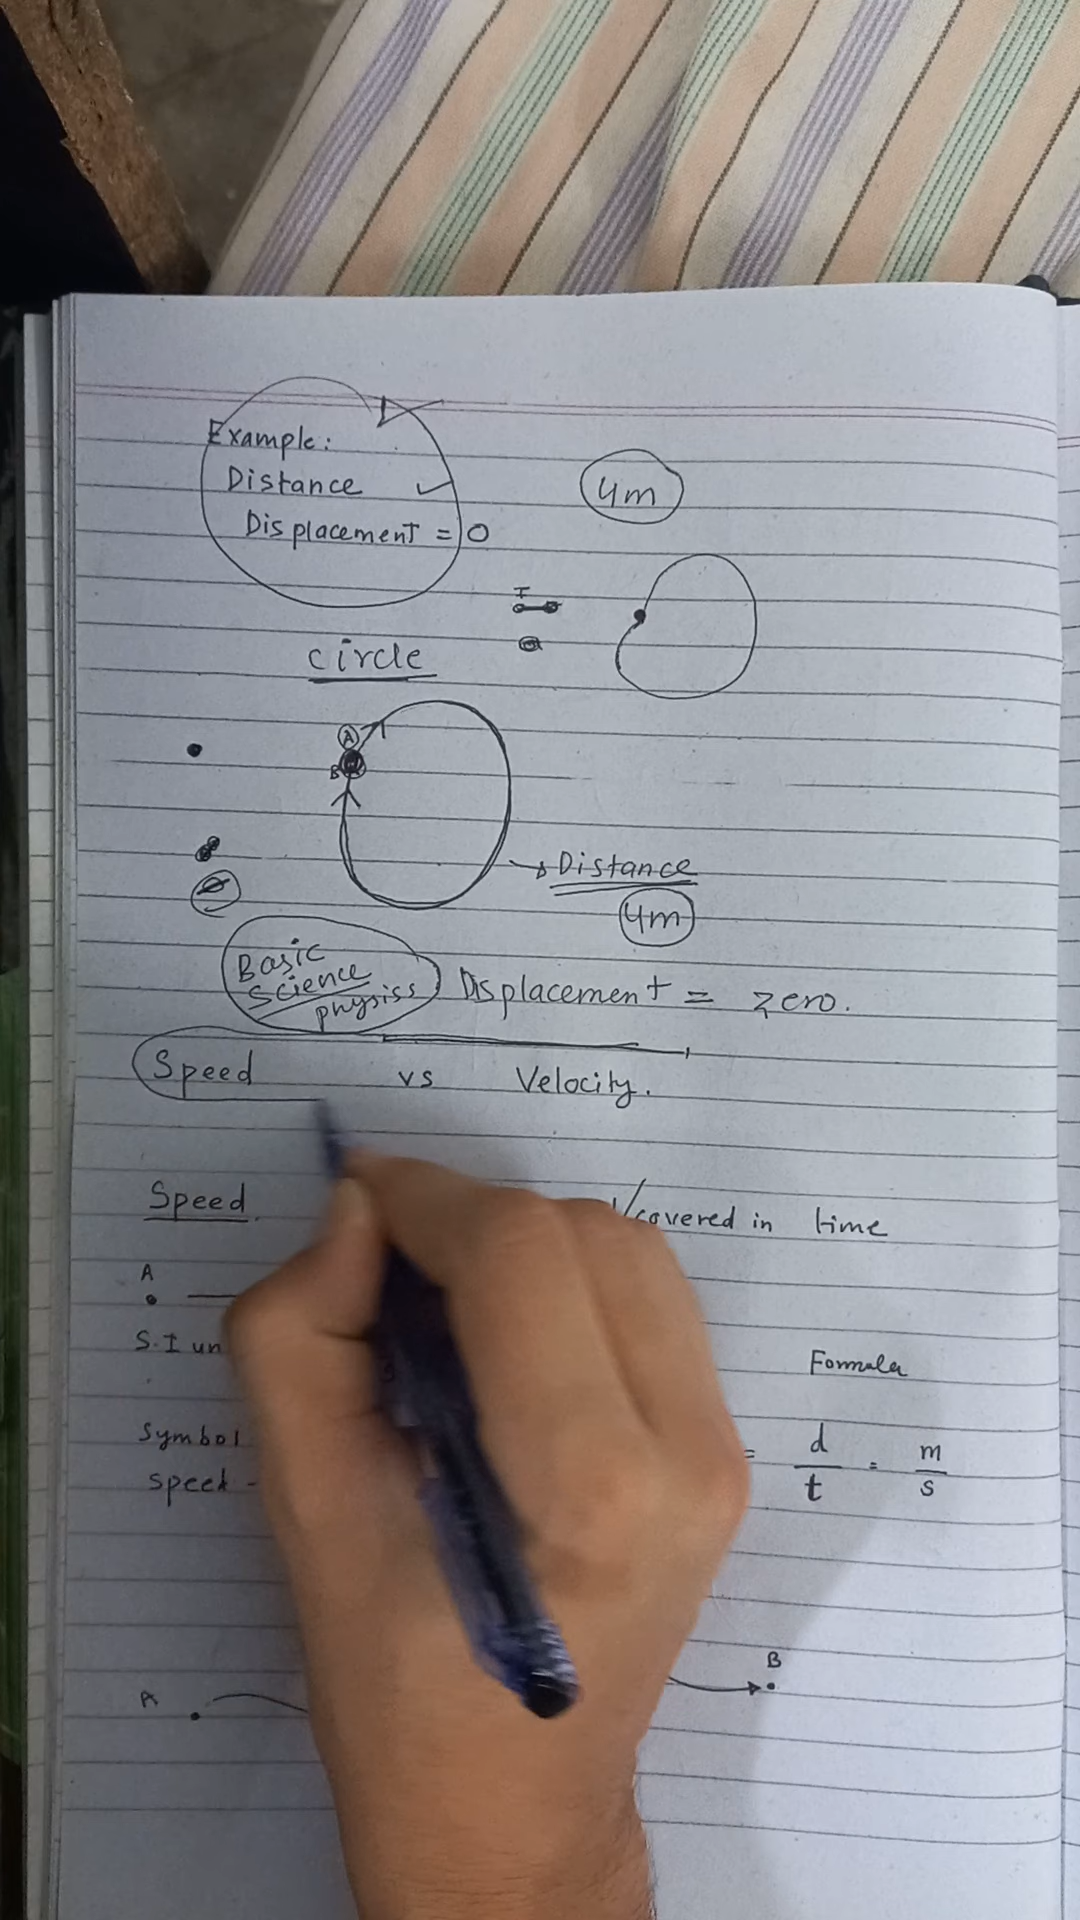 Example:
Distance
Displacement = 0
4m
I
circle
A
B
Distance
4m
Basic
Science
physiss
Displacement = zero.
Speed vs Velocity.
Speed. covered in time
A
S.I un
Formula
Symbol
speed -
= d/t = m/s
B
A